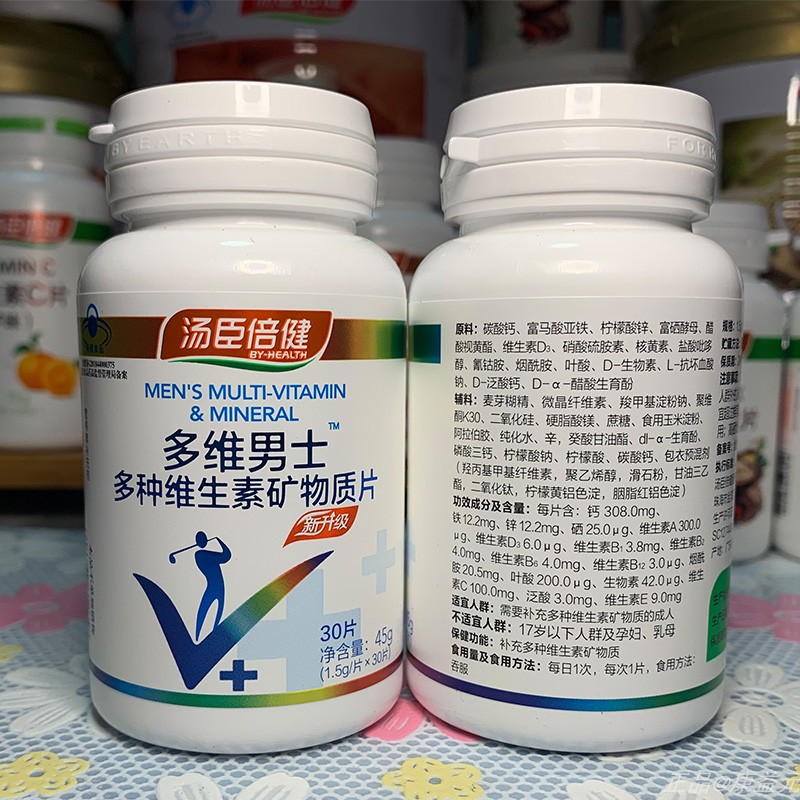 BYEARTH
汤臣倍健
BY-HEALTH
MEN'S MULTI-VITAMIN
& MINERAL
多维男士™
多种维生素矿物质片
新升级
30片
净含量：45g
(1.5g/片×30片)
汤臣倍健
MIN C
素C片
原料：碳酸钙、富马酸亚铁、柠檬酸锌、富硒酵母、醋
酸视黄酯、维生素D₃、硝酸硫胺素、核黄素、盐酸吡哆
醇、氰钴胺、烟酰胺、叶酸、D-生物素、L-抗坏血酸
钠、D-泛酸钙、D-α-醋酸生育酚
辅料：麦芽糊精、微晶纤维素、羧甲基淀粉钠、聚维
酮K30、二氧化硅、硬脂酸镁、蔗糖、食用玉米淀粉、
阿拉伯胶、纯化水、辛，癸酸甘油酯、dl-α-生育酚、
磷酸三钙、柠檬酸钠、柠檬酸、碳酸钙、包衣预混剂
（羟丙基甲基纤维素，聚乙烯醇，滑石粉，甘油三乙
酯，二氧化钛，柠檬黄铝色淀，胭脂红铝色淀）
功效成分及含量：每片含：钙 308.0mg、
铁 12.2mg、锌 12.2mg、硒 25.0μg、维生素A 300.0
μg、维生素D₃ 6.0μg、维生素B₁ 3.8mg、维生素B₂
4.0mg、维生素B₆ 4.0mg、维生素B₁₂ 3.0μg、烟酰
胺 20.5mg、叶酸 200.0μg、生物素 42.0μg、维生
素C 100.0mg、泛酸 3.0mg、维生素E 9.0mg
适宜人群：需要补充多种维生素矿物质的成人
不适宜人群：17岁以下人群及孕妇、乳母
保健功能：补充多种维生素矿物质
食用量及食用方法：每日1次，每次1片，食用方法：
吞服